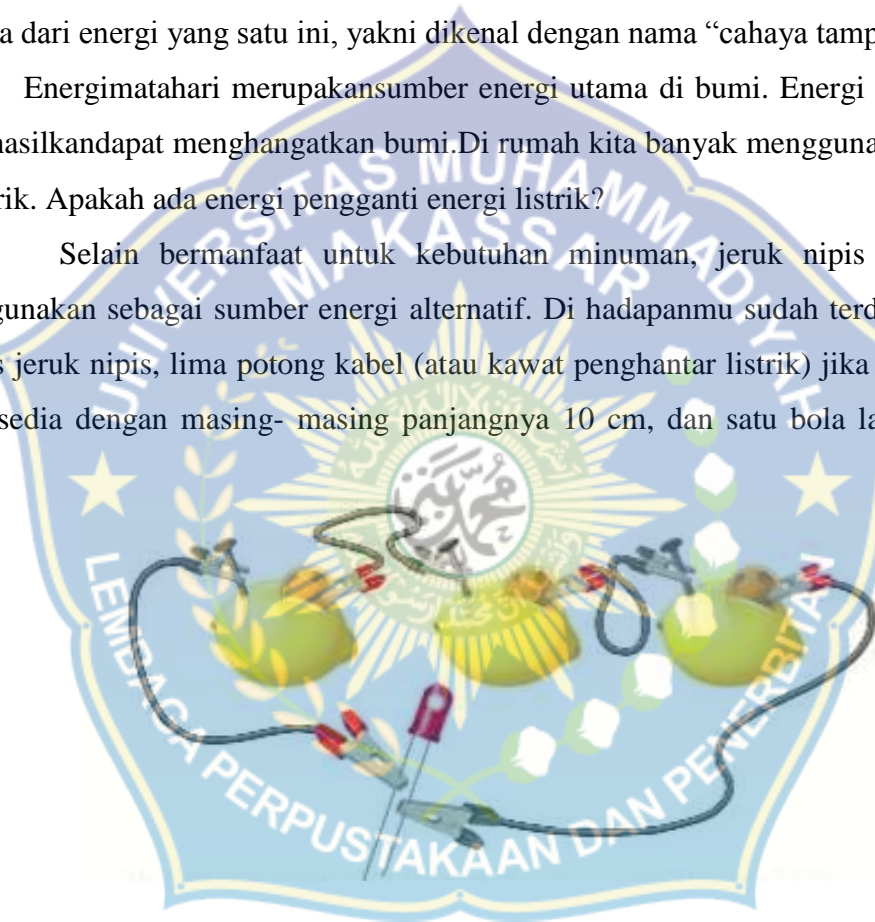 a dari energi yang satu ini, yakni dikenal dengan nama “cahaya tamp
Energimatahari merupakansumber energi utama di bumi. Energi
asilkandapat menghangatkan bumi.Di rumah kita banyak mengguna
rik. Apakah ada energi pengganti energi listrik?
Selain bermanfaat untuk kebutuhan minuman, jeruk nipis
gunakan sebagai sumber energi alternatif. Di hadapanmu sudah terd
s jeruk nipis, lima potong kabel (atau kawat penghantar listrik) jika
sedia dengan masing- masing panjangnya 10 cm, dan satu bola la
UNIVERSITAS MUHAMMADIYAH
MAKASSAR
LEMBAGA PERPUSTAKAAN DAN PENERBITAN